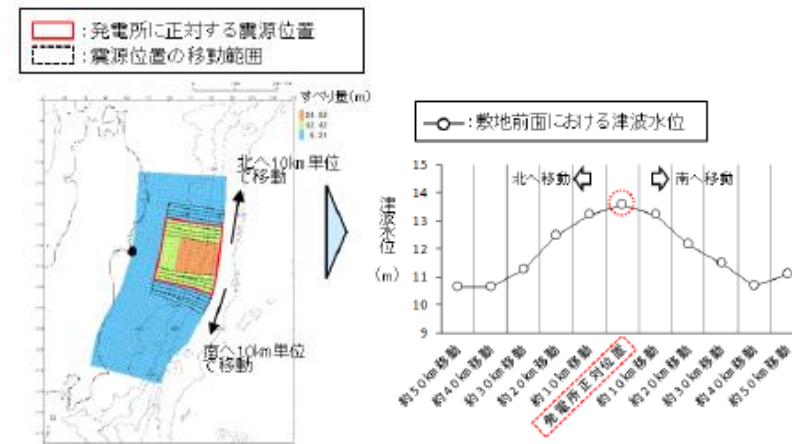 ：発電所に正対する震源位置
：震源位置の移動範囲
すべり量(m)
北へ10km単位
で移動
南へ10km単位
で移動
：敷地前面における津波水位
北へ移動
南へ移動
津波水位
(m)
15
14
13
12
11
10
9
約50km移動
約40km移動
約30km移動
約20km移動
約10km移動
発電所正対位置
約10km移動
約20km移動
約30km移動
約40km移動
約50km移動